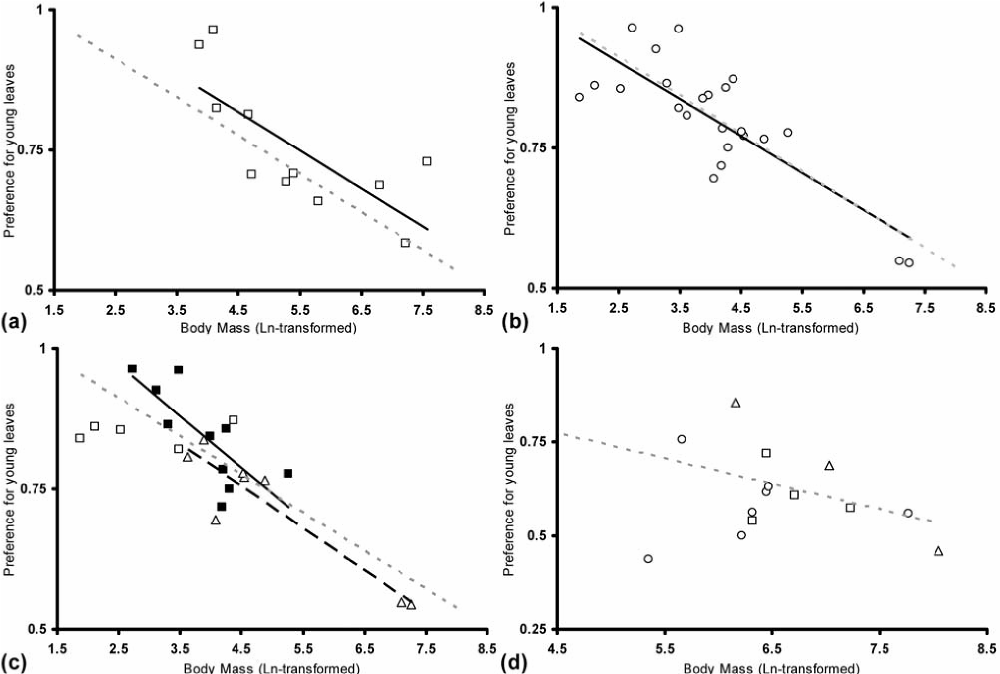 1
0.75
0.5
Preference for young leaves
1.5 2.5 3.5 4.5 5.5 6.5 7.5 8.5
(a)
Body Mass (Ln-transformed)
1
0.75
0.5
Preference for young leaves
1.5 2.5 3.5 4.5 5.5 6.5 7.5 8.5
(b)
Body Mass (Ln-transformed)
1
0.75
0.5
Preference for young leaves
1.5 2.5 3.5 4.5 5.5 6.5 7.5 8.5
(c)
Body Mass (Ln-transformed)
1
0.75
0.5
0.25
Preference for young leaves
4.5 5.5 6.5 7.5 8.5
(d)
Body Mass (Ln-transformed)